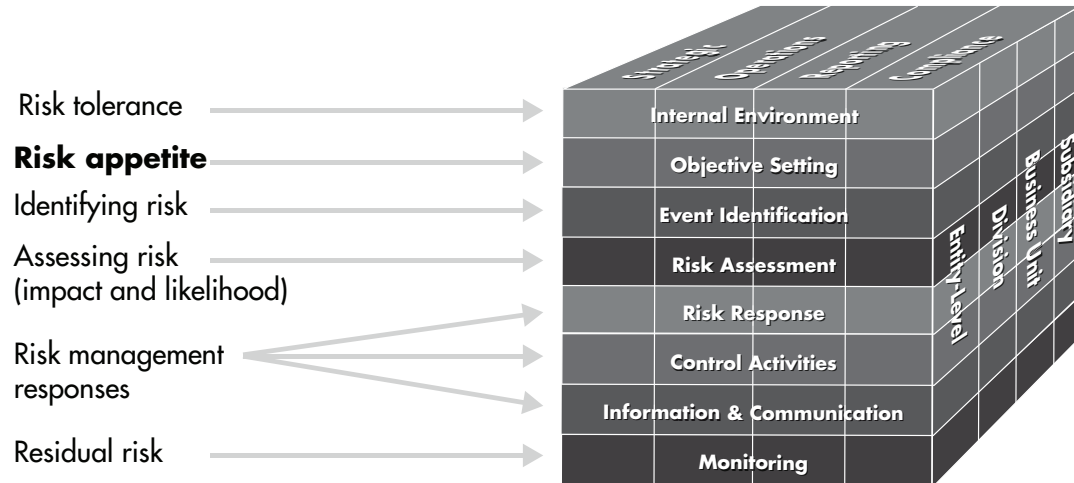 Strategic
Operations
Reporting
Compliance
Risk tolerance
Internal Environment
Risk appetite
Objective Setting
Identifying risk
Event Identification
Assessing risk
(impact and likelihood)
Risk Assessment
Risk Response
Risk management
responses
Control Activities
Information & Communication
Residual risk
Monitoring
Entity-Level
Division
Business Unit
Subsidiary